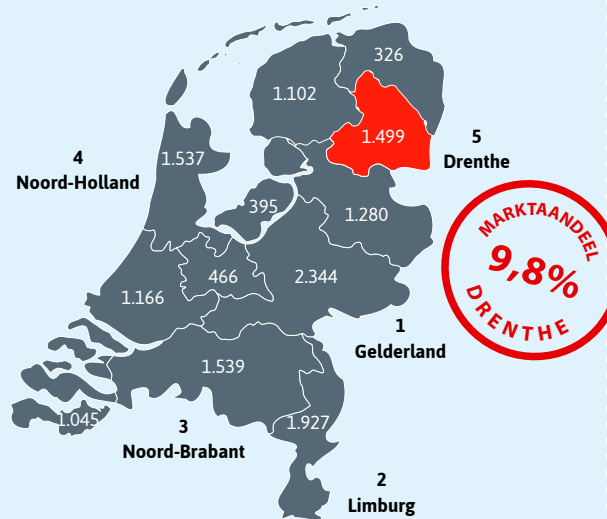 326
1.102
1.499
5
Drenthe
4
Noord-Holland
1.537
395
1.280
MARKTAANDEEL
9,8%
DRENTHE
466
2.344
1.166
1
Gelderland
1.539
1.045
3
Noord-Brabant
1.927
2
Limburg